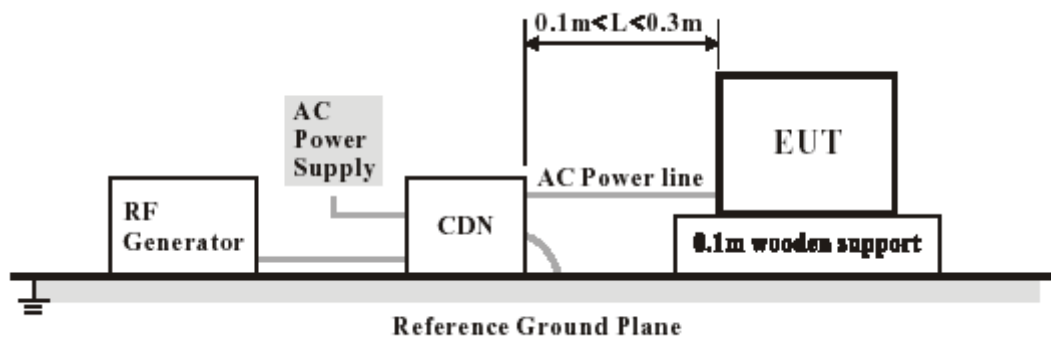 0.1m<L<0.3m
AC
Power
Supply
EUT
AC Power line
RF
Generator
CDN
0.1m wooden support
Reference Ground Plane